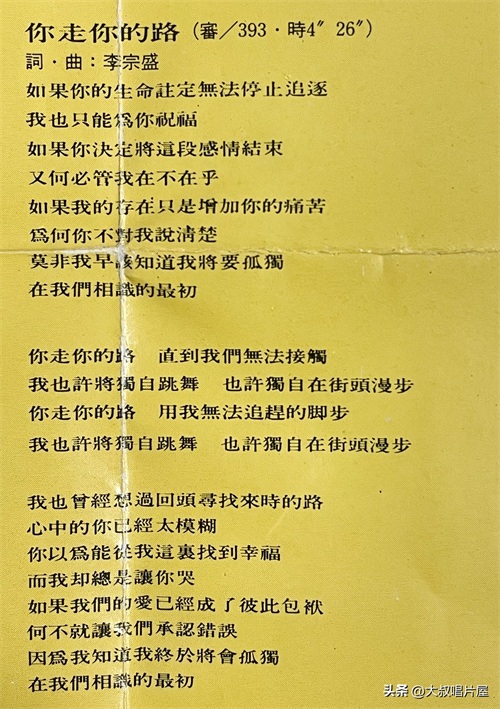 你走你的路（審／393・時4″26″）
詞・曲：李宗盛
如果你的生命註定無法停止追逐
我也只能爲你祝福
如果你決定將這段感情結束
又何必管我在不在乎
如果我的存在只是增加你的痛苦
爲何你不對我說清楚
莫非我早該知道我將要孤獨
在我們相識的最初
你走你的路　直到我們無法接觸
我也許將獨自跳舞　也許獨自在街頭漫步
你走你的路　用我無法追趕的脚步
我也許將獨自跳舞　也許獨自在街頭漫步
我也曾經想過回頭尋找來時的路
心中的你已經太模糊
你以爲能從我這裏找到幸福
而我却總是讓你哭
如果我們的愛已經成了彼此包袱
何不就讓我們承認錯誤
因爲我知道我終於將會孤獨
在我們相識的最初
头条 @大叔唱片屋